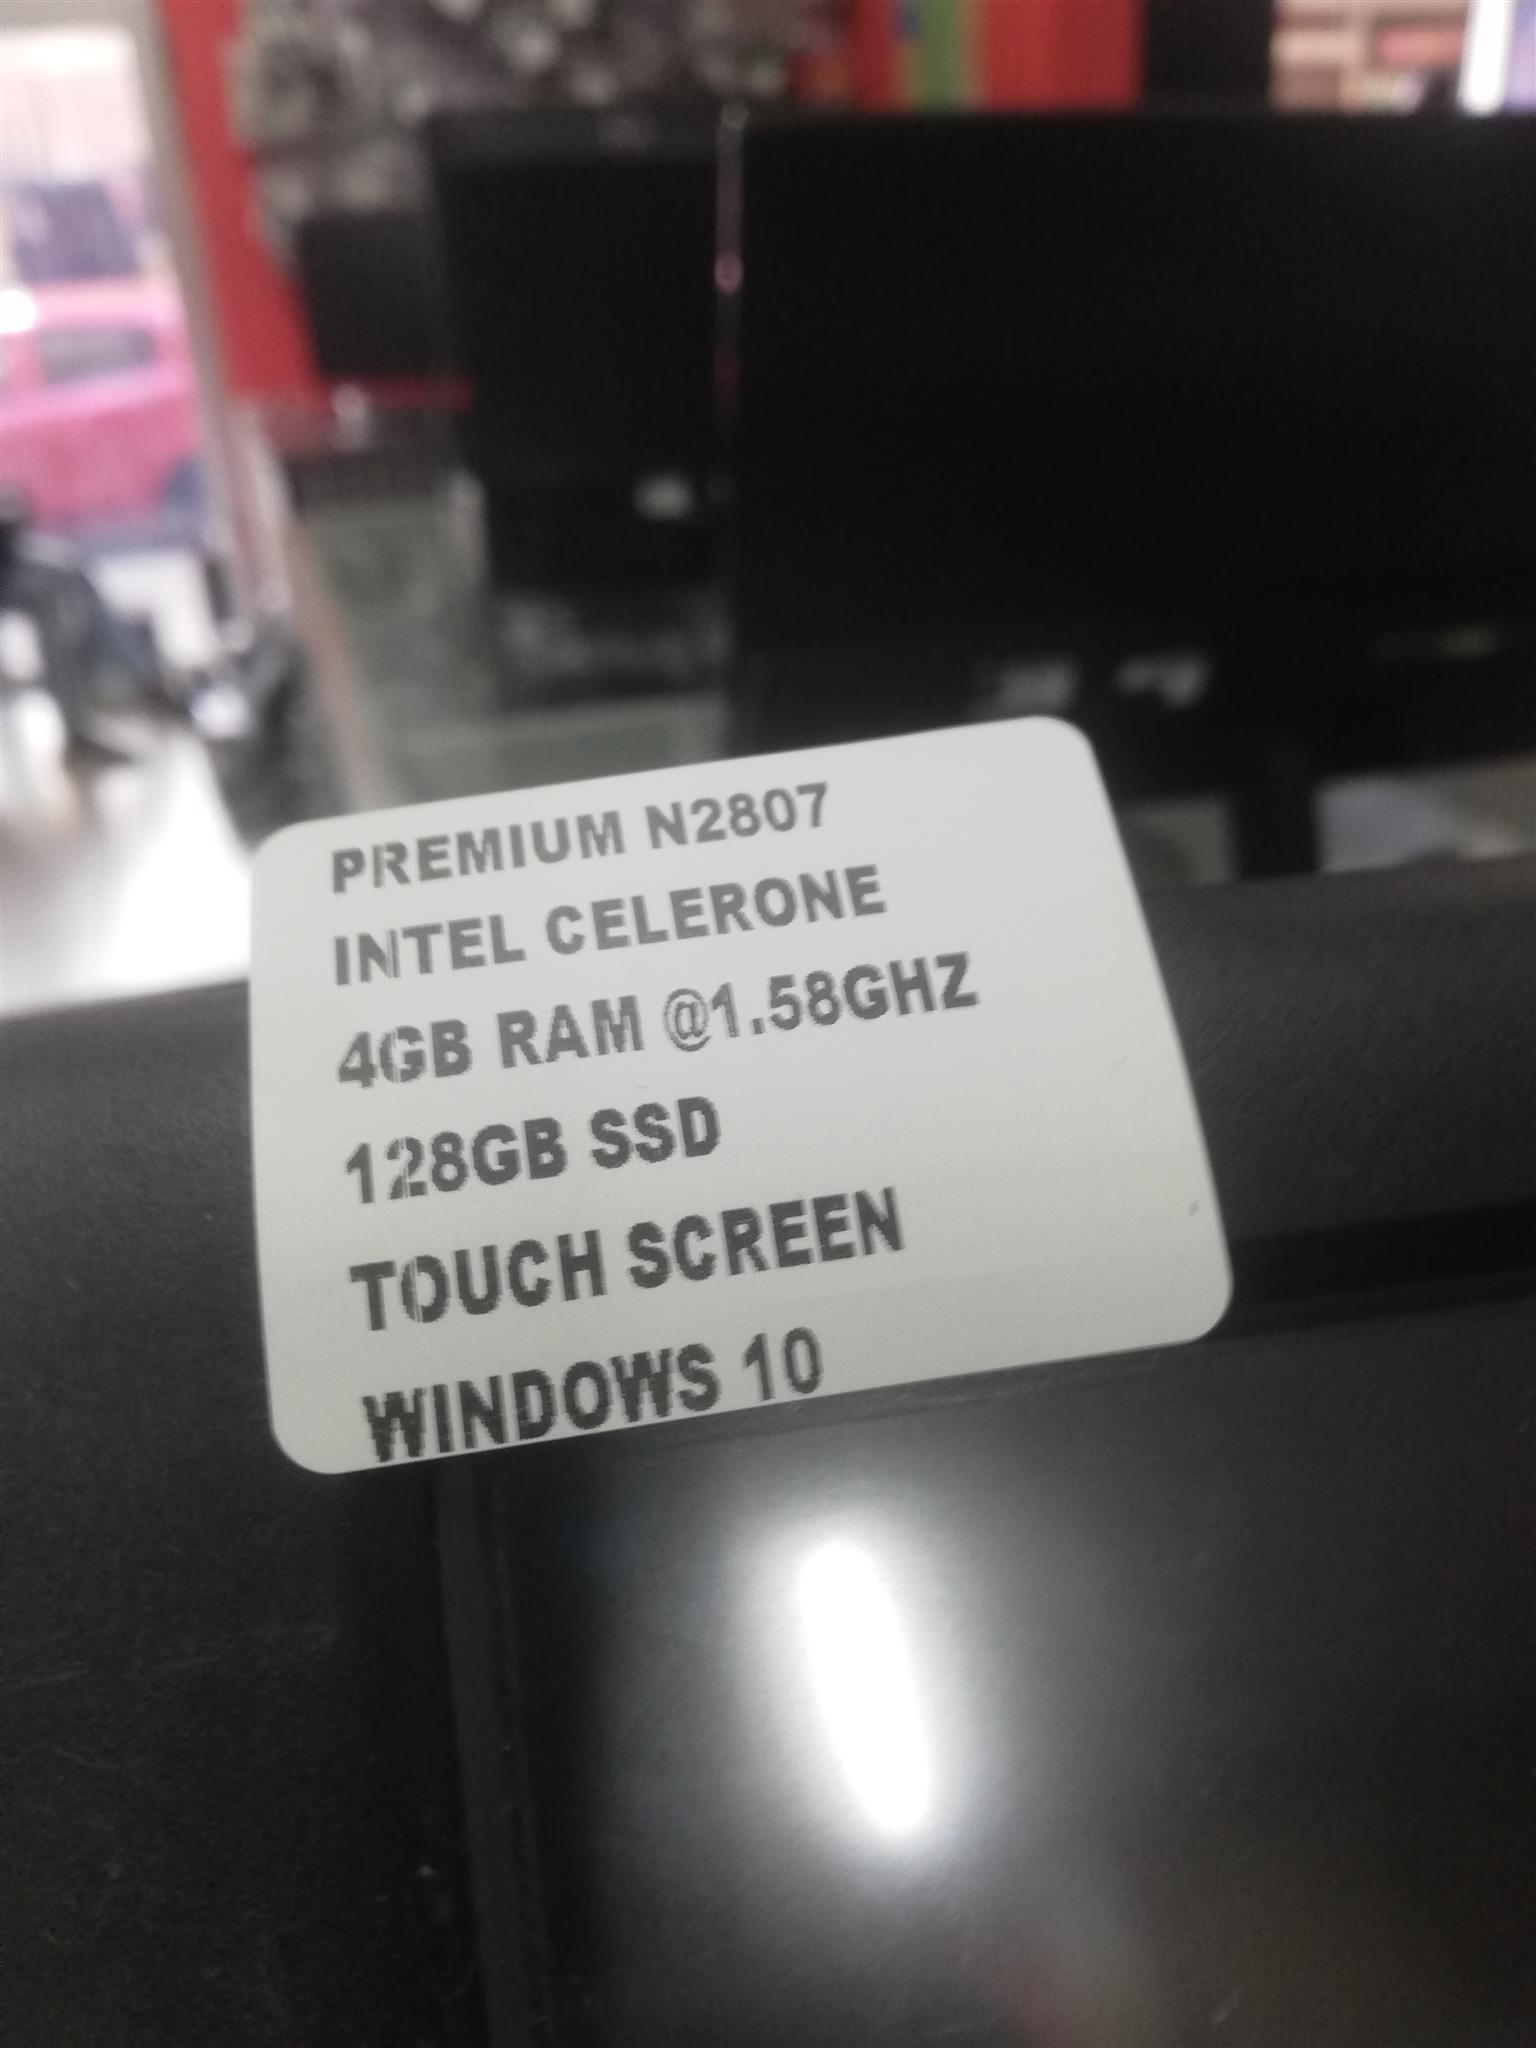 PREMIUM N2807
INTEL CELERONE
4GB RAM @1.58GHZ
128GB SSD
TOUCH SCREEN
WINDOWS 10